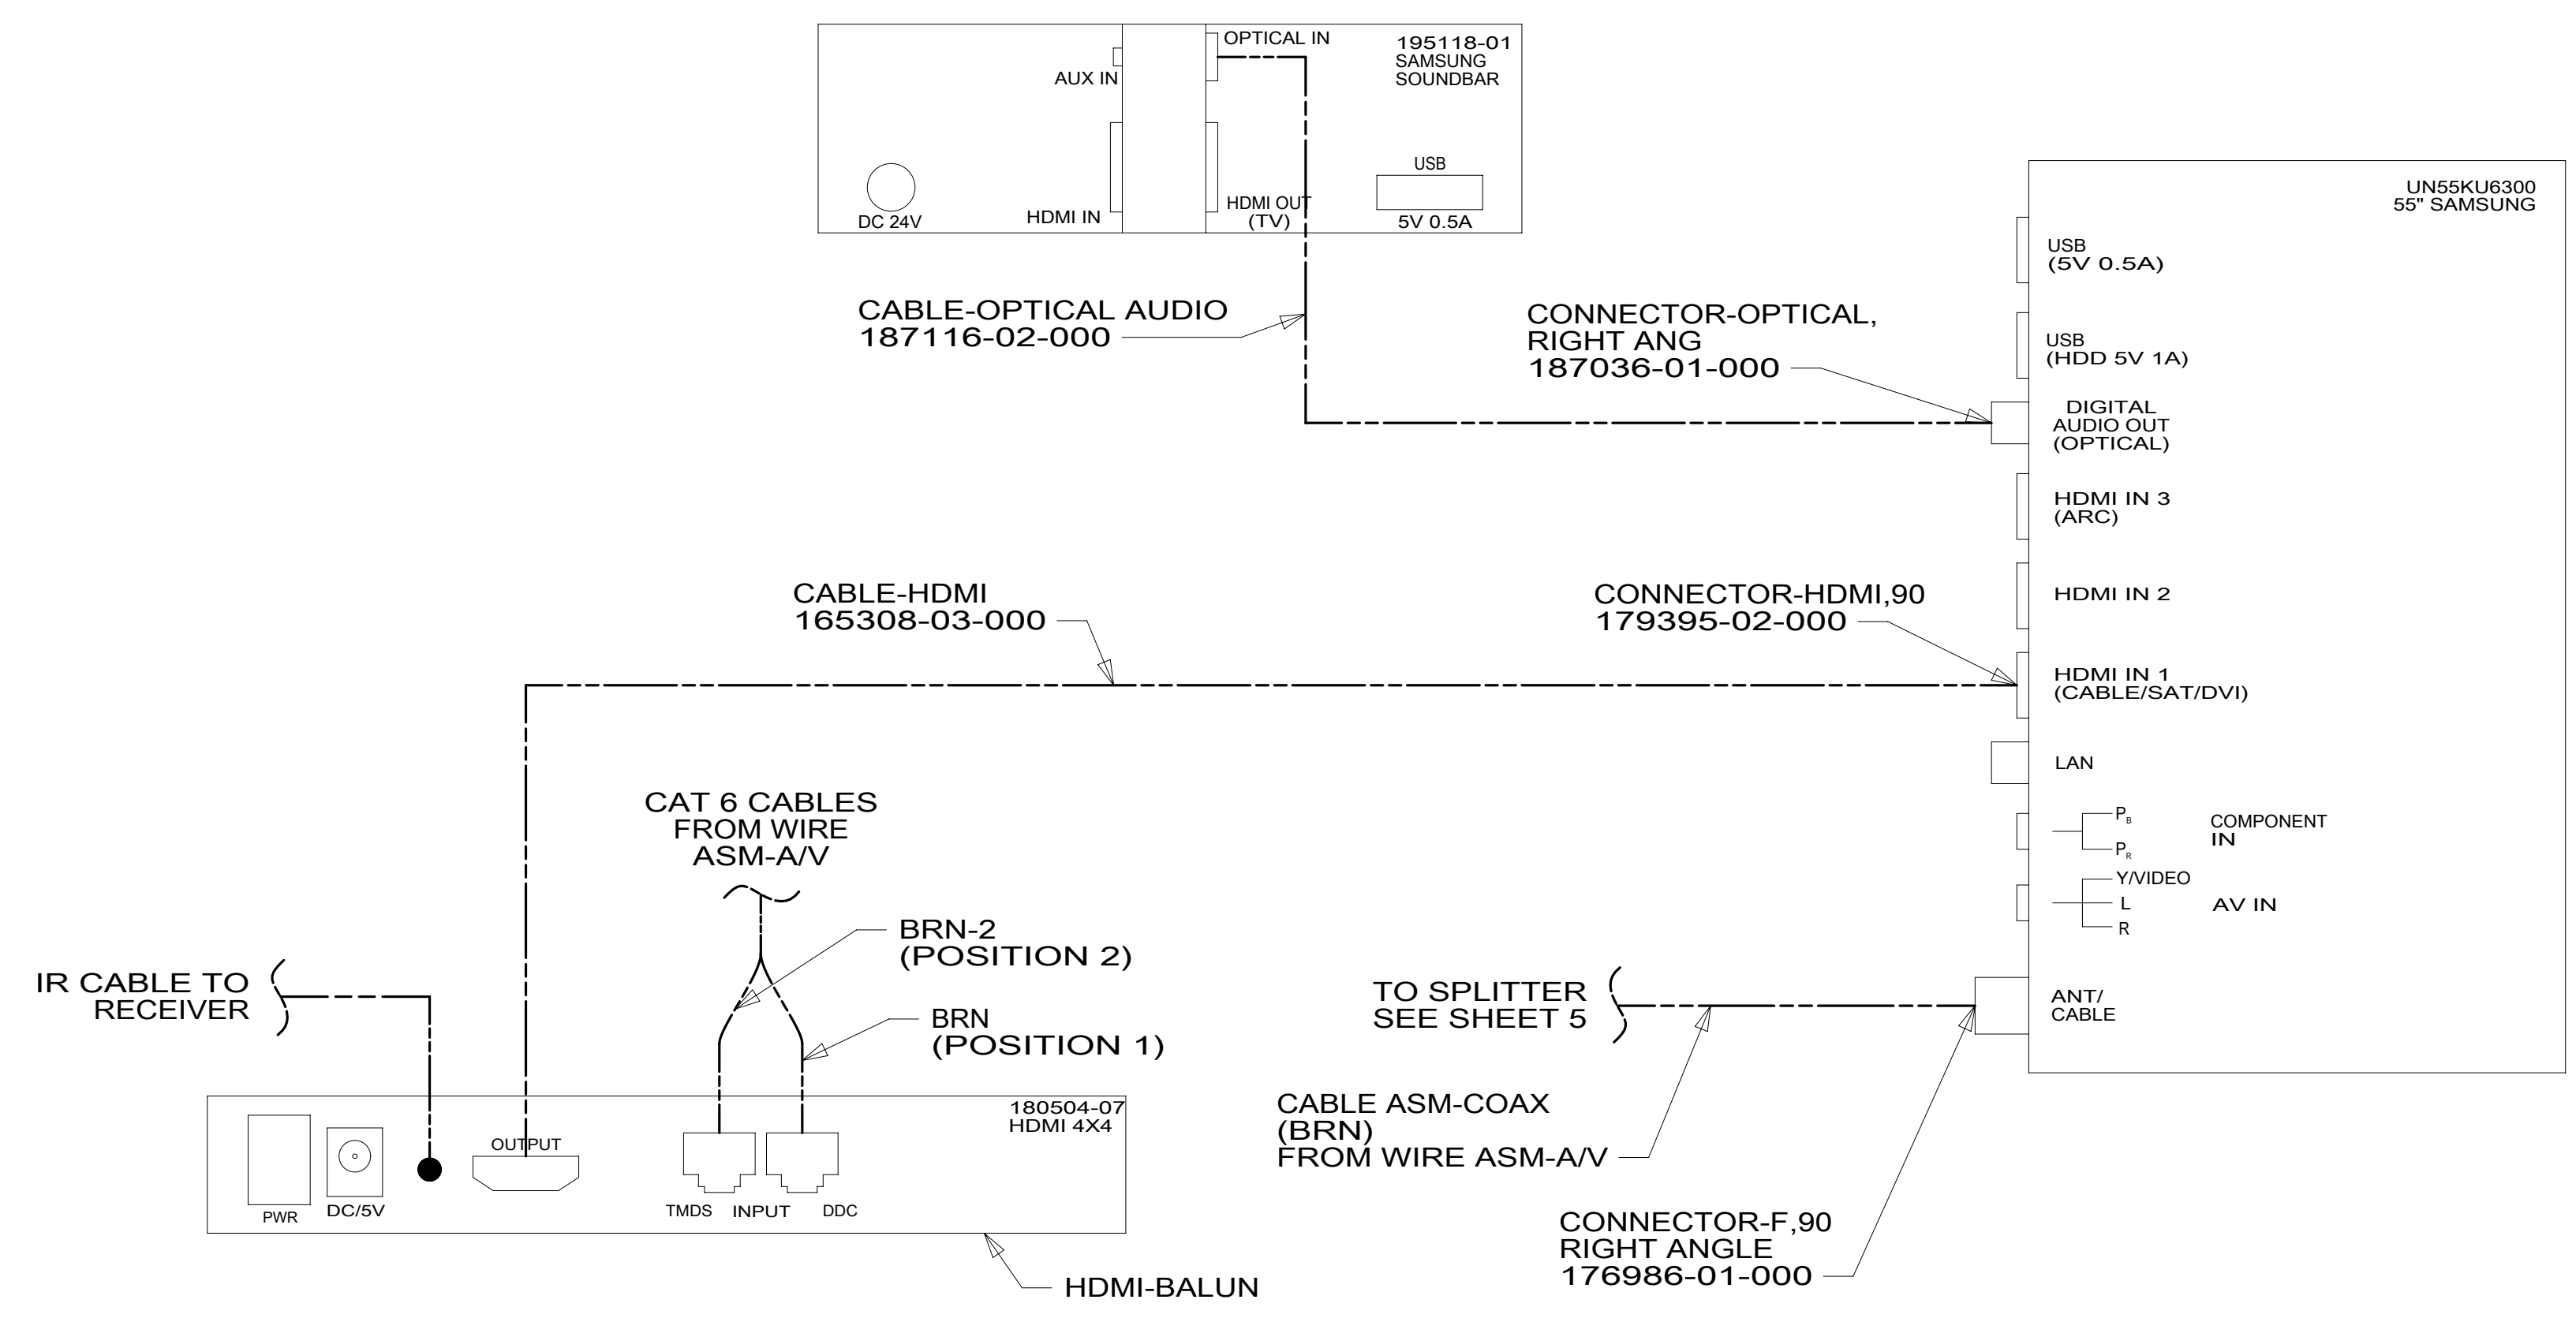 OPTICAL IN
AUX IN
195118-01
SAMSUNG
SOUNDBAR
DC 24V
HDMI IN
HDMI OUT
(TV)
USB
5V 0.5A
UN55KU6300
55" SAMSUNG
USB
(5V 0.5A)
USB
(HDD 5V 1A)
DIGITAL
AUDIO OUT
(OPTICAL)
HDMI IN 3
(ARC)
HDMI IN 2
HDMI IN 1
(CABLE/SAT/DVI)
LAN
PB
PR
COMPONENT
IN
Y/VIDEO
L
R
AV IN
ANT/
CABLE
CABLE-OPTICAL AUDIO
187116-02-000
CONNECTOR-OPTICAL,
RIGHT ANG
187036-01-000
CABLE-HDMI
165308-03-000
CONNECTOR-HDMI,90
179395-02-000
CAT 6 CABLES
FROM WIRE
ASM-A/V
BRN-2
(POSITION 2)
BRN
(POSITION 1)
IR CABLE TO
RECEIVER
TO SPLITTER
SEE SHEET 5
CABLE ASM-COAX
(BRN)
FROM WIRE ASM-A/V
CONNECTOR-F,90
RIGHT ANGLE
176986-01-000
180504-07
HDMI 4X4
OUTPUT
PWR
DC/5V
TMDS
INPUT
DDC
HDMI-BALUN